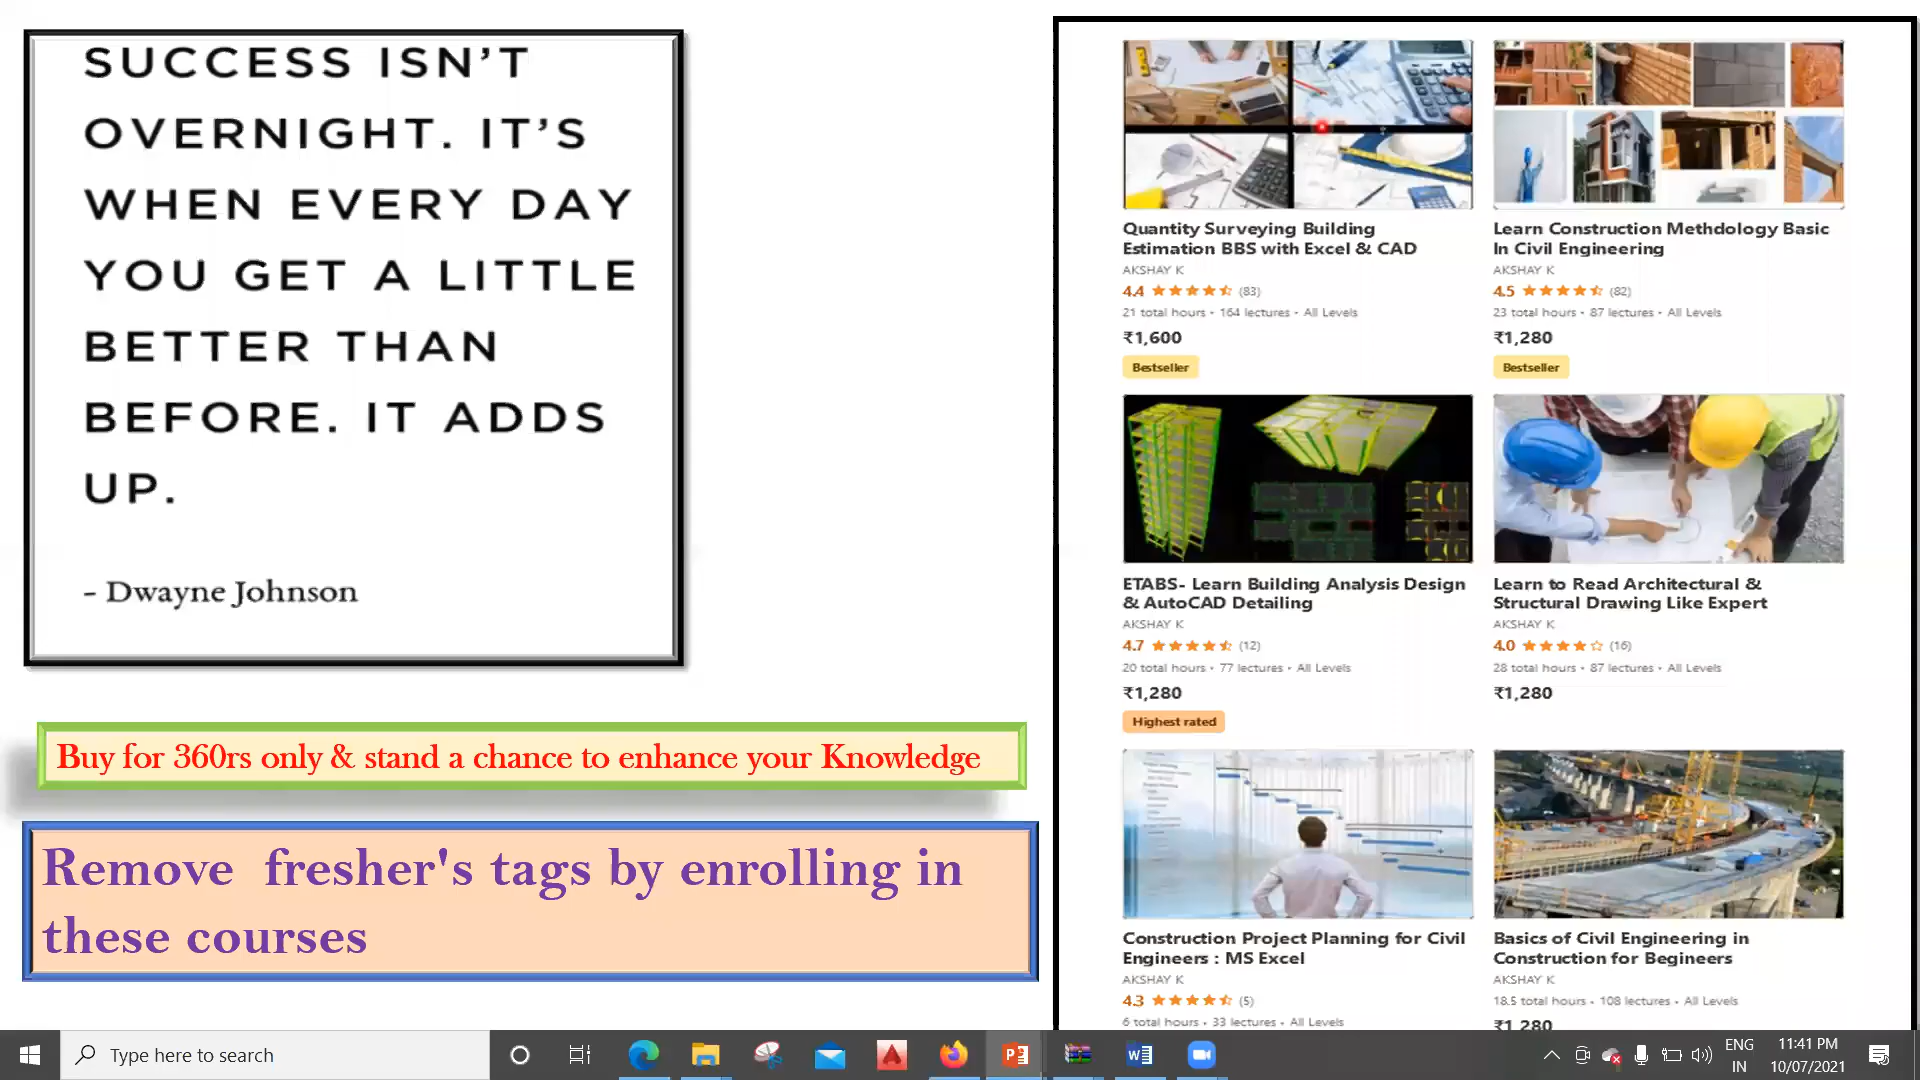 SUCCESS ISN’T
OVERNIGHT. IT’S
WHEN EVERY DAY
YOU GET A LITTLE
BETTER THAN
BEFORE. IT ADDS
UP.
- Dwayne Johnson
Buy for 360rs only & stand a chance to enhance your Knowledge
Remove fresher's tags by enrolling in
these courses
Quantity Surveying Building
Estimation BBS with Excel & CAD
AKSHAY K
4.4 (83)
21 total hours • 164 lectures • All Levels
₹1,600
Bestseller
Learn Construction Methdology Basic
In Civil Engineering
AKSHAY K
4.5 (82)
23 total hours • 87 lectures • All Levels
₹1,280
Bestseller
ETABS- Learn Building Analysis Design
& AutoCAD Detailing
AKSHAY K
4.7 (12)
20 total hours • 77 lectures • All Levels
₹1,280
Highest rated
Learn to Read Architectural &
Structural Drawing Like Expert
AKSHAY K
4.0 (16)
28 total hours • 87 lectures • All Levels
₹1,280
Construction Project Planning for Civil
Engineers : MS Excel
AKSHAY K
4.3 (5)
6 total hours • 33 lectures • All Levels
Basics of Civil Engineering in
Construction for Begineers
AKSHAY K
18.5 total hours • 108 lectures • All Levels
₹1,280
Type here to search
ENG
IN
11:41 PM
10/07/2021